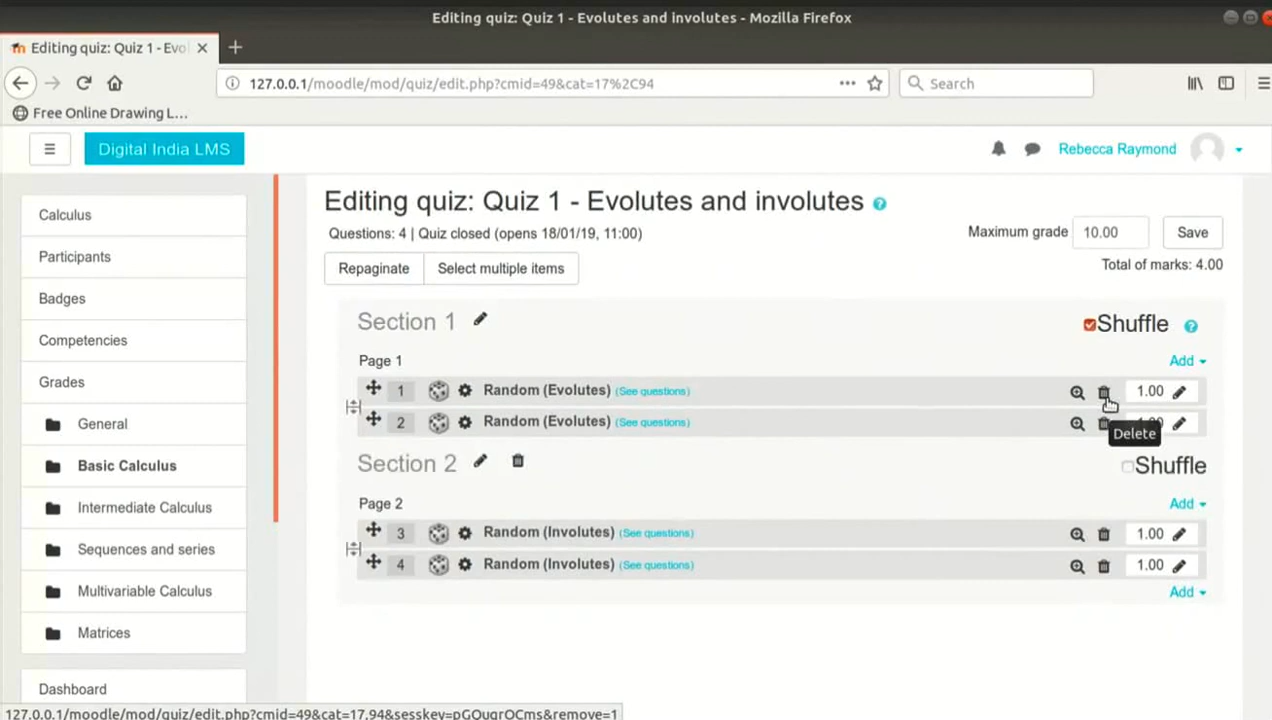 Editing quiz: Quiz 1 - Evolutes and involutes - Mozilla Firefox
Editing quiz: Quiz 1 - Evo
127.0.0.1/moodle/mod/quiz/edit.php?cmid=49&cat=17%2C94
Search
Free Online Drawing L...
Digital India LMS
Rebecca Raymond
Calculus
Participants
Badges
Competencies
Grades
General
Basic Calculus
Intermediate Calculus
Sequences and series
Multivariable Calculus
Matrices
Dashboard
Editing quiz: Quiz 1 - Evolutes and involutes
Questions: 4 | Quiz closed (opens 18/01/19, 11:00)
Maximum grade 10.00 Save
Repaginate Select multiple items
Total of marks: 4.00
Section 1 Shuffle
Page 1 Add
1 Random (Evolutes) (See questions) 1.00
2 Random (Evolutes) (See questions)
Delete
Section 2 Shuffle
Page 2 Add
3 Random (Involutes) (See questions) 1.00
4 Random (Involutes) (See questions) 1.00
Add
127.0.0.1/moodle/mod/quiz/edit.php?cmid=49&cat=17,94&sesskey=pGOuqrOCms&remove=1